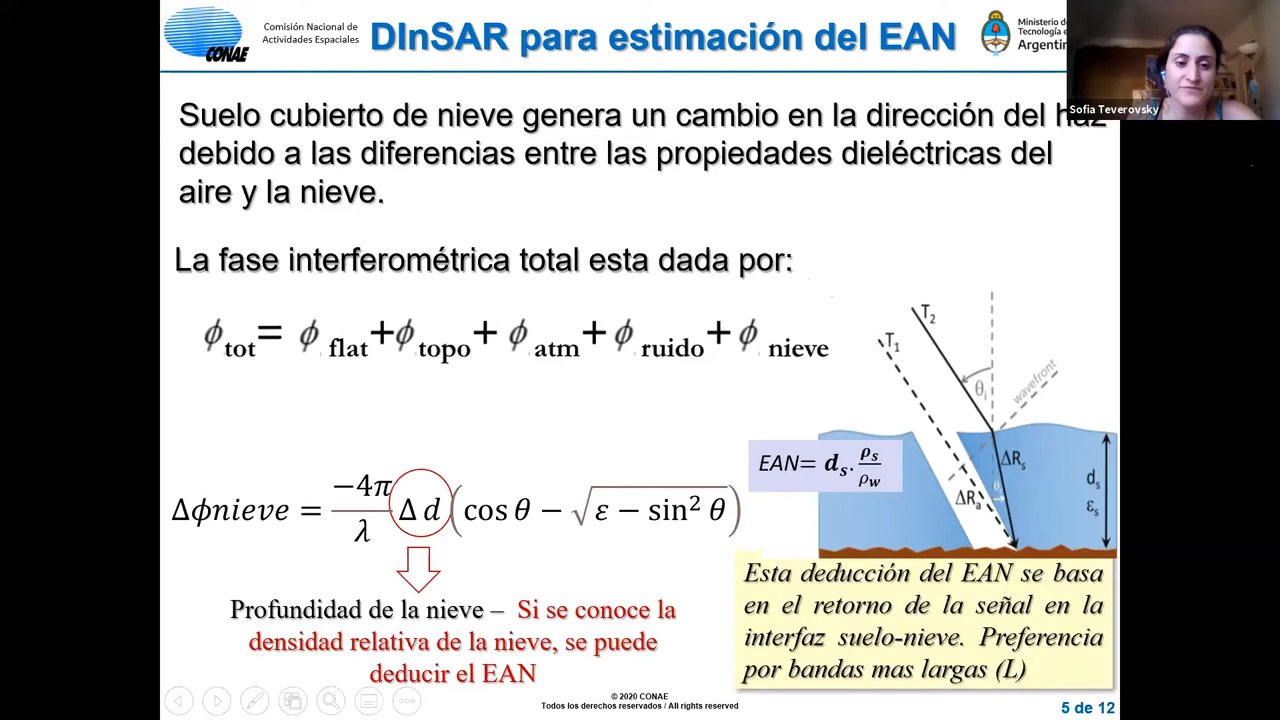 Comisión Nacional de
Actividades Espaciales
CONAE
DInSAR para estimación del EAN
Ministerio de
Tecnología e
Argentin
Sofia Teverovsky
Suelo cubierto de nieve genera un cambio en la dirección del haz
debido a las diferencias entre las propiedades dieléctricas del
aire y la nieve.
La fase interferométrica total esta dada por:
ϕ tot= ϕ flat+ϕ topo+ ϕ atm+ϕ ruido+ϕ nieve
T₁
T₂
θᵢ
wavefront
ΔRₛ
ΔRₐ
dₛ
εₛ
EAN= dₛ. ρₛ/ρ_w
Δϕnieve = −4π/λ Δ d (cos θ − √(ε − sin² θ))
Profundidad de la nieve – Si se conoce la
densidad relativa de la nieve, se puede
deducir el EAN
Esta deducción del EAN se basa
en el retorno de la señal en la
interfaz suelo-nieve. Preferencia
por bandas mas largas (L)
© 2020 CONAE
Todos los derechos reservados / All rights reserved
5 de 12